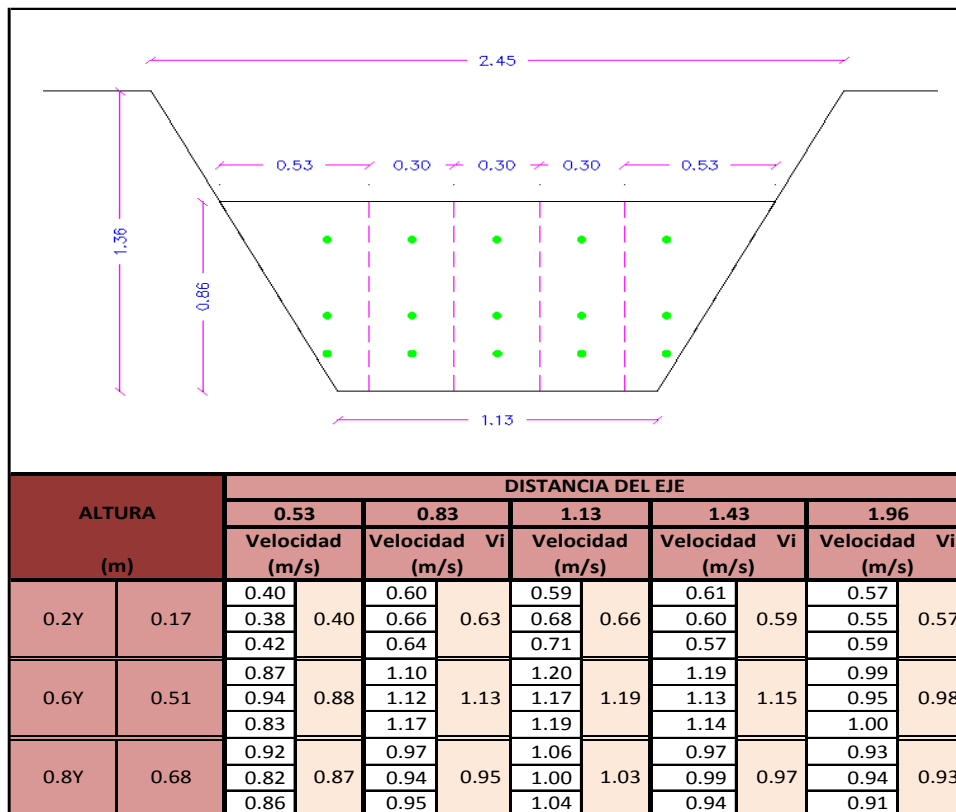 2.45
0.53 0.30 0.30 0.30 0.53
1.36
0.86
1.13
DISTANCIA DEL EJE
ALTURA 0.53 0.83 1.13 1.43 1.96
Velocidad Velocidad Vi Velocidad Velocidad Vi Velocidad Vi
(m) (m/s) (m/s) (m/s) (m/s) (m/s)
0.40 0.60 0.59 0.61 0.57
0.2Y 0.17 0.38 0.40 0.66 0.63 0.68 0.66 0.60 0.59 0.55 0.57
0.42 0.64 0.71 0.57 0.59
0.87 1.10 1.20 1.19 0.99
0.6Y 0.51 0.94 0.88 1.12 1.13 1.17 1.19 1.13 1.15 0.95 0.98
0.83 1.17 1.19 1.14 1.00
0.92 0.97 1.06 0.97 0.93
0.8Y 0.68 0.82 0.87 0.94 0.95 1.00 1.03 0.99 0.97 0.94 0.93
0.86 0.95 1.04 0.94 0.91